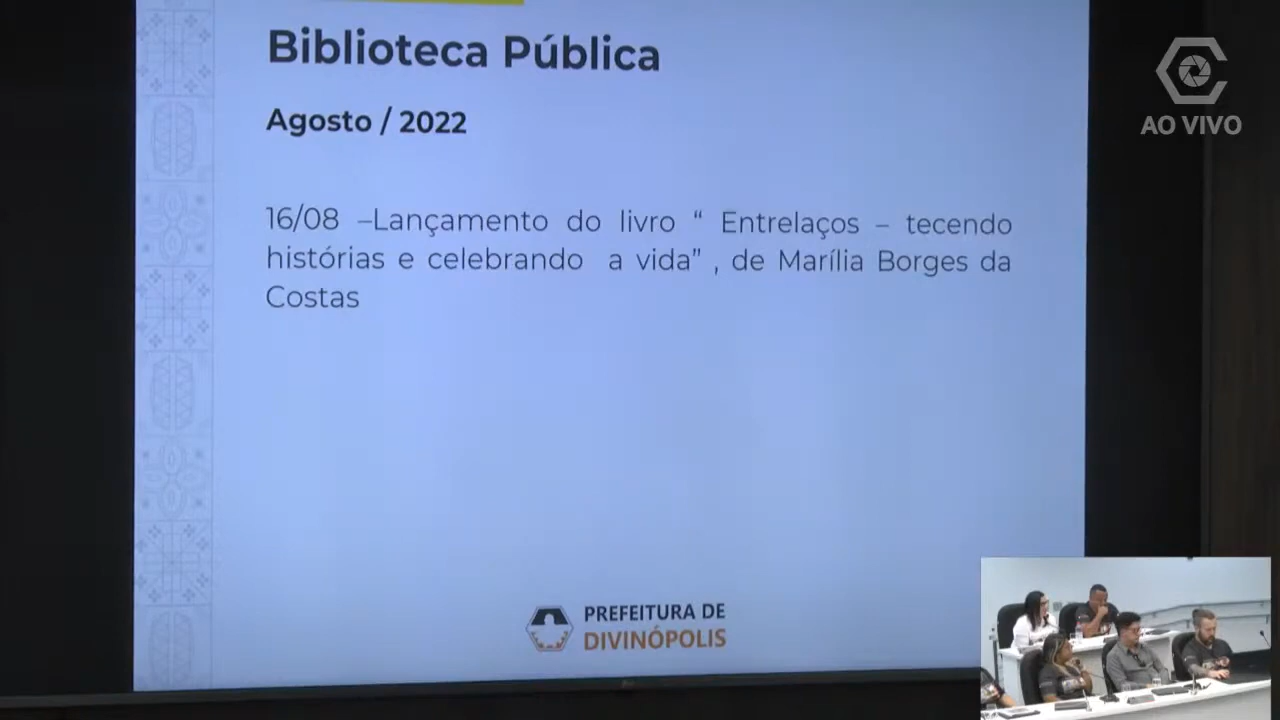 Biblioteca Pública
AO VIVO
Agosto / 2022
16/08 –Lançamento do livro “ Entrelaços – tecendo
histórias e celebrando a vida” , de Marília Borges da
Costas
PREFEITURA DE
DIVINÓPOLIS